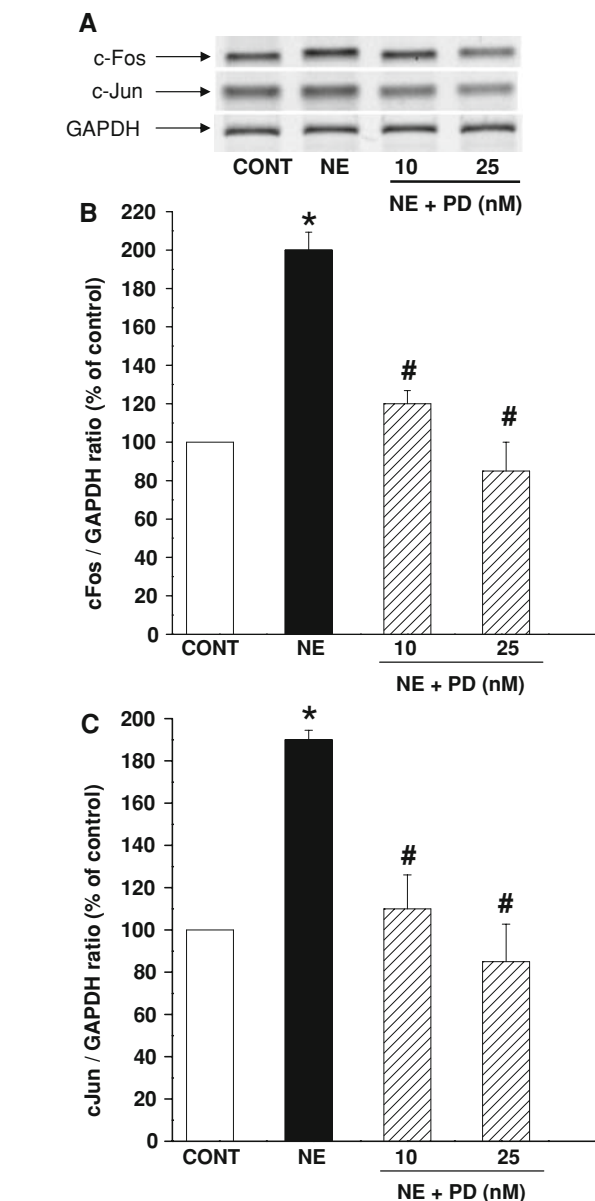 A
c-Fos
c-Jun
GAPDH
CONT NE 10 25
NE + PD (nM)
B
cFos / GAPDH ratio (% of control)
220
200
180
160
140
120
100
80
60
40
20
0
*
#
#
CONT NE 10 25
NE + PD (nM)
C
cJun / GAPDH ratio (% of control)
200
180
160
140
120
100
80
60
40
20
0
*
#
#
CONT NE 10 25
NE + PD (nM)